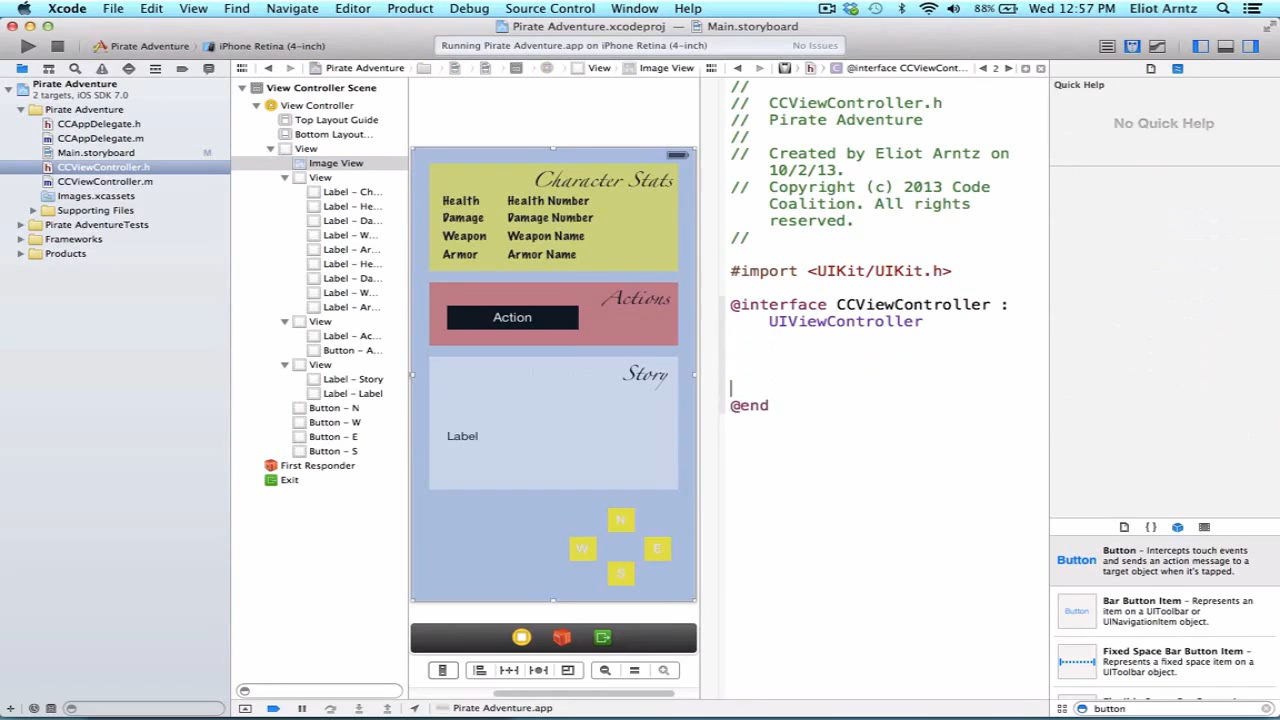 Xcode File Edit View Find Navigate Editor Product Debug Source Control Window Help 88% Wed 12:57 PM Eliot Arntz
Pirate Adventure.xcodeproj — Main.storyboard
Pirate Adventure iPhone Retina (4-inch)
Running Pirate Adventure.app on iPhone Retina (4-inch) No Issues
Pirate Adventure View Image View
@interface CCViewCont... 2
Pirate Adventure
2 targets, iOS SDK 7.0
Pirate Adventure
CCAppDelegate.h
CCAppDelegate.m
Main.storyboard M
CCViewController.h
CCViewController.m
Images.xcassets
Supporting Files
Pirate AdventureTests
Frameworks
Products
View Controller Scene
View Controller
Top Layout Guide
Bottom Layout...
View
Image View
View
Label – Ch...
Label – He...
Label – Da...
Label – W...
Label – Ar...
Label – He...
Label – Da...
Label – W...
Label – Ar...
View
Label – Ac...
Button – A...
View
Label – Story
Label – Label
Button – N
Button – W
Button – E
Button – S
First Responder
Exit
Character Stats
Health Health Number
Damage Damage Number
Weapon Weapon Name
Armor Armor Name
Actions
Action
Story
Label
N
W E
S
//
// CCViewController.h
// Pirate Adventure
//
// Created by Eliot Arntz on
10/2/13.
// Copyright (c) 2013 Code
Coalition. All rights
reserved.
//
#import <UIKit/UIKit.h>
@interface CCViewController :
UIViewController
@end
Quick Help
No Quick Help
Button
Button – Intercepts touch events
and sends an action message to a
target object when it's tapped.
Button
Bar Button Item – Represents an
item on a UIToolbar or
UINavigationItem object.
Fixed Space Bar Button Item –
Represents a fixed space item on a
UIToolbar object.
Pirate Adventure.app
button